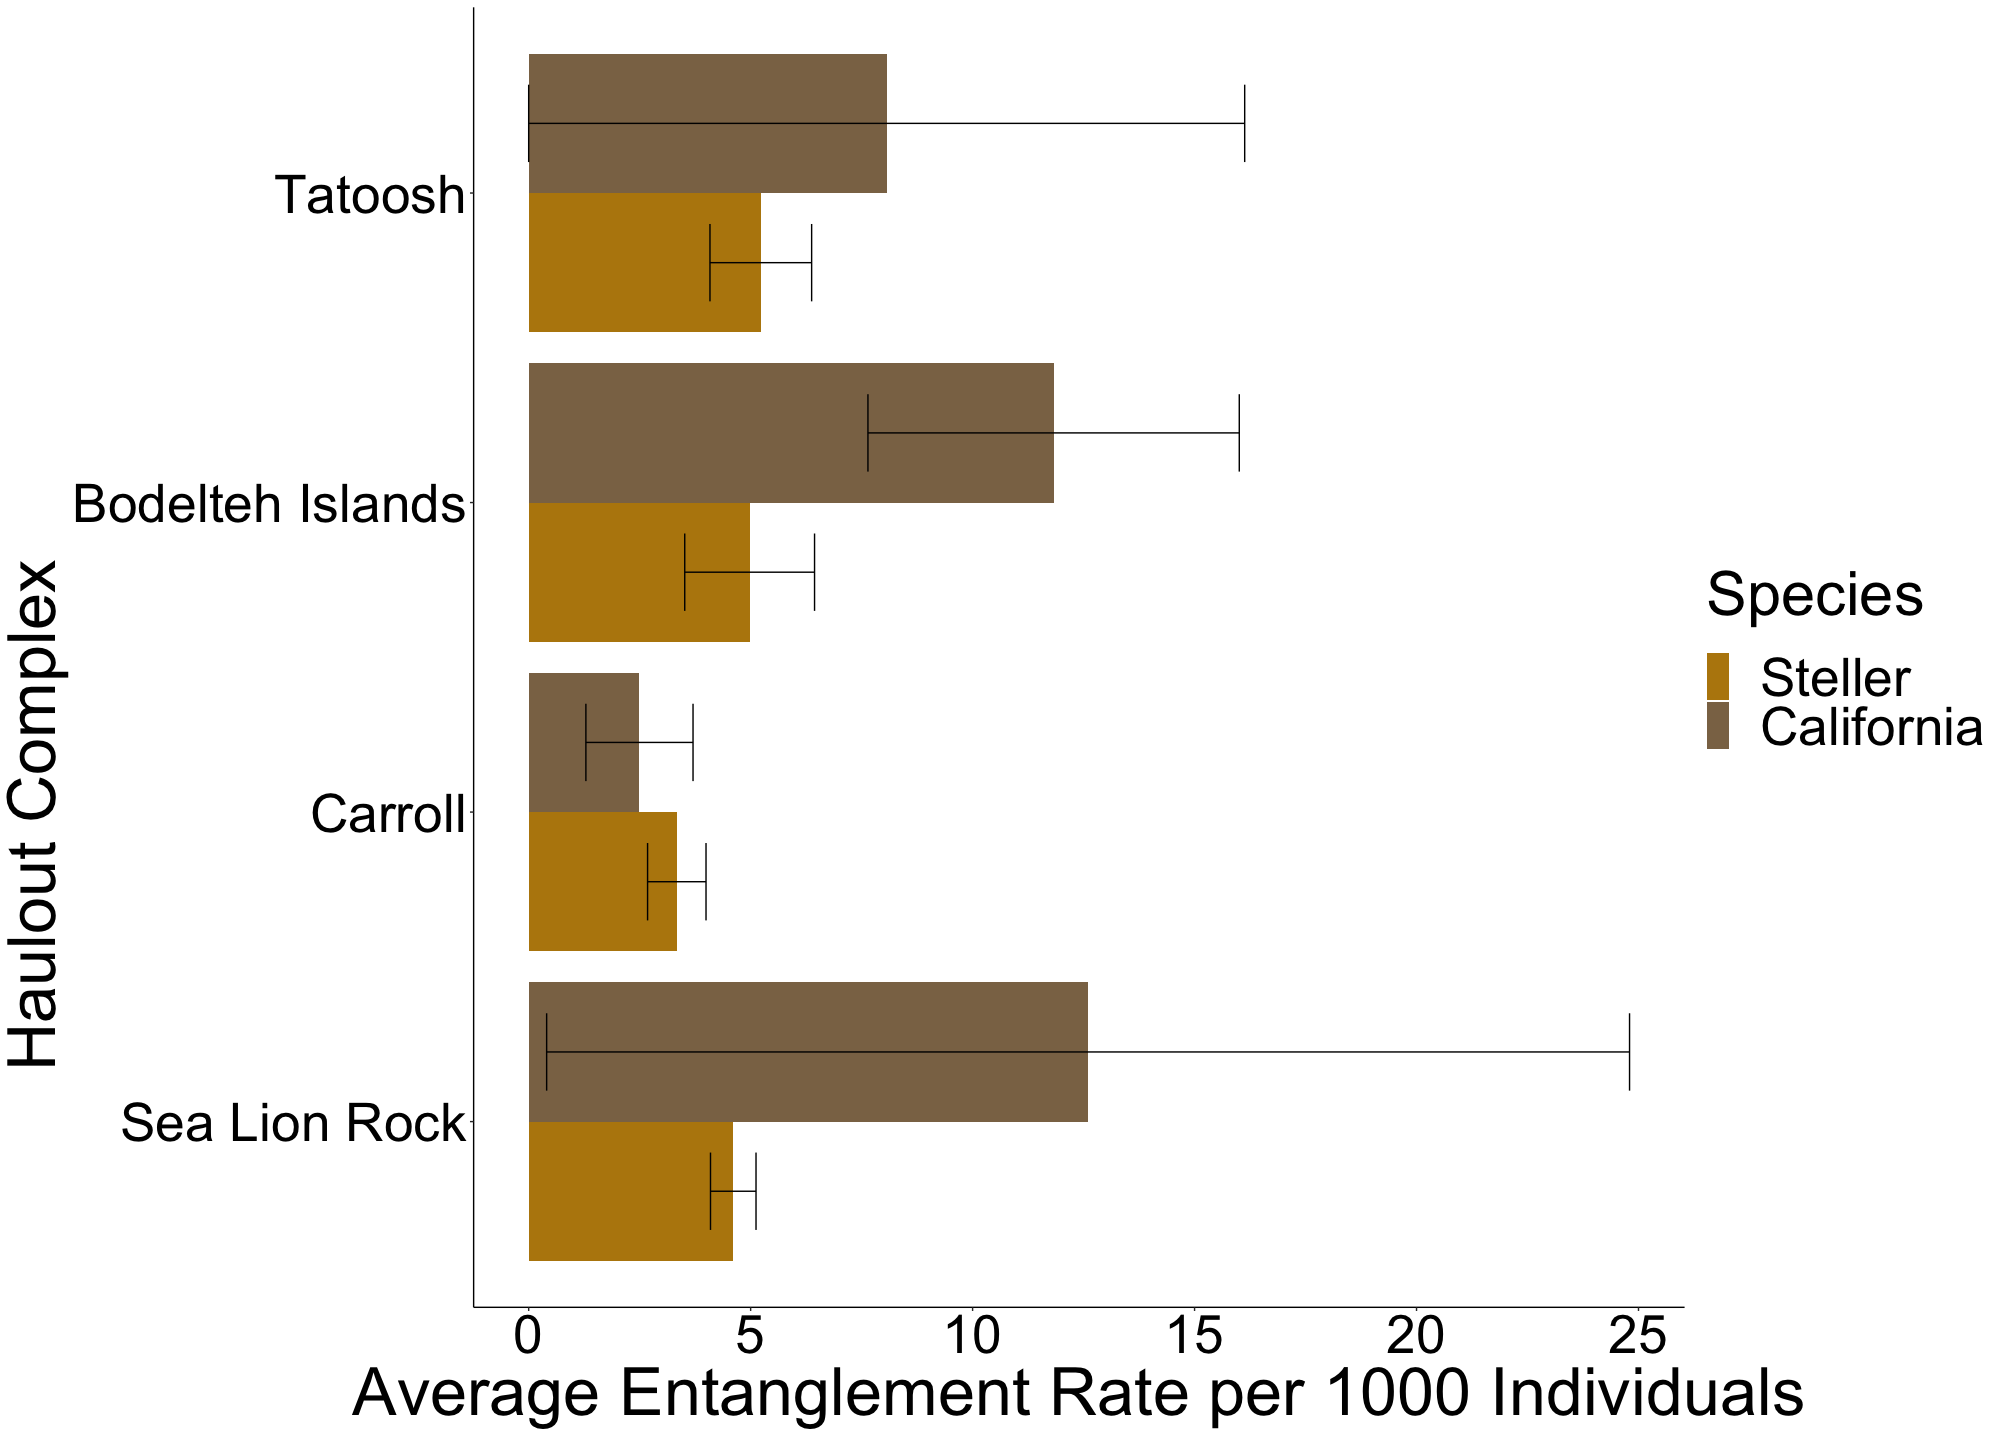 Haulout Complex
Tatoosh
Bodelteh Islands
Carroll
Sea Lion Rock
0 5 10 15 20 25
Average Entanglement Rate per 1000 Individuals
Species
Steller
California